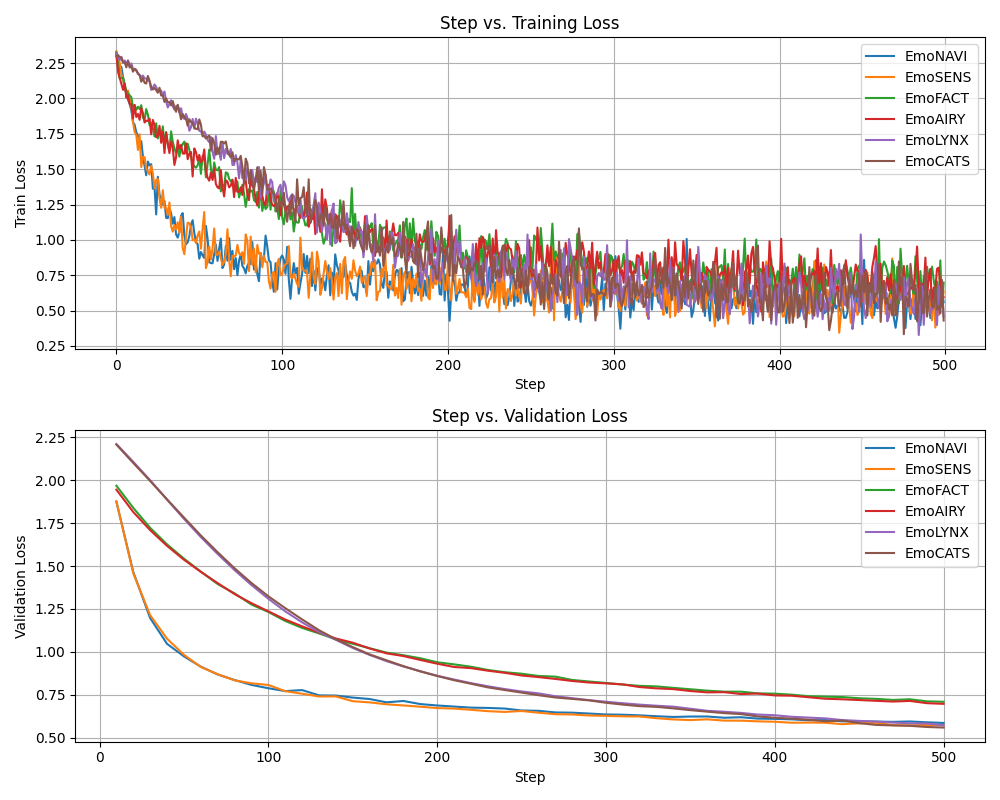 Step vs. Training Loss
2.25
2.00
1.75
1.50
1.25
1.00
0.75
0.50
0.25
Train Loss
EmoNAVI
EmoSENS
EmoFACT
EmoAIRY
EmoLYNX
EmoCATS
0 100 200 300 400 500
Step
Step vs. Validation Loss
2.25
2.00
1.75
1.50
1.25
1.00
0.75
0.50
Validation Loss
EmoNAVI
EmoSENS
EmoFACT
EmoAIRY
EmoLYNX
EmoCATS
0 100 200 300 400 500
Step